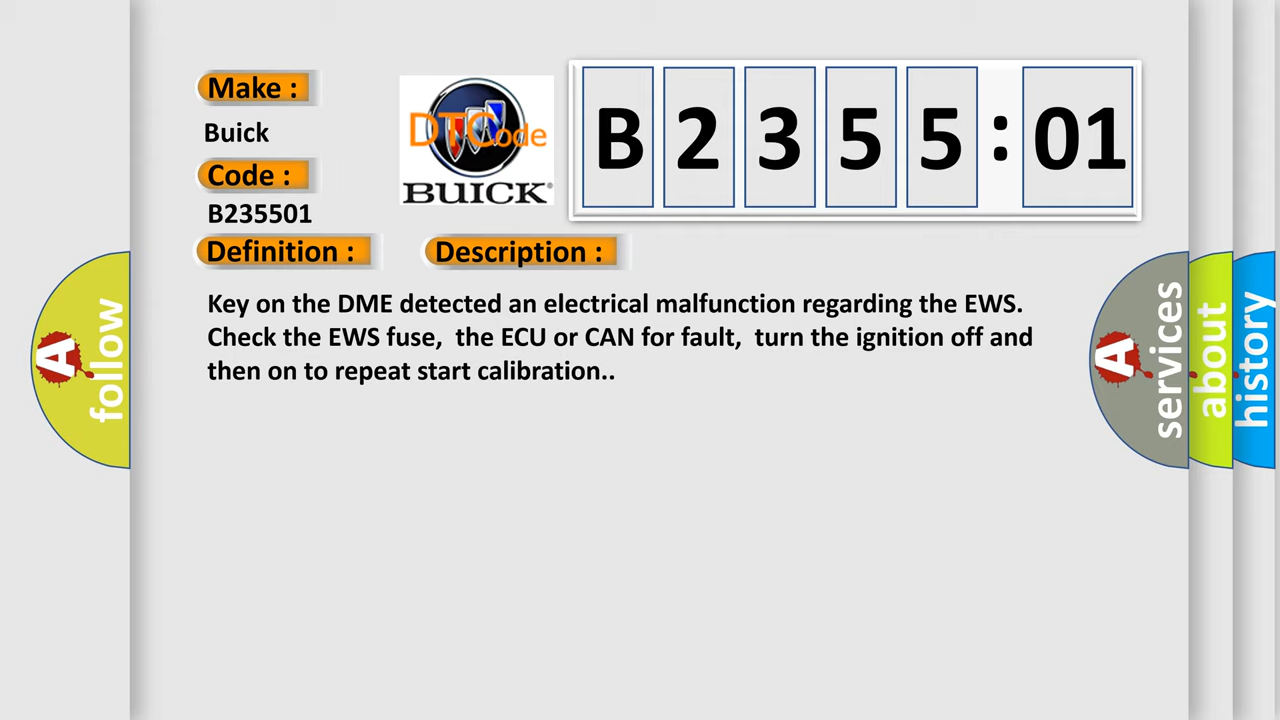 Make :
Buick
Code :
B235501
DTCode
BUICK®
B 2 3 5 5 : 01
Definition :
Description :
Key on the DME detected an electrical malfunction regarding the EWS.
Check the EWS fuse,  the ECU or CAN for fault,  turn the ignition off and
then on to repeat start calibration..
A follow
A services
about
history